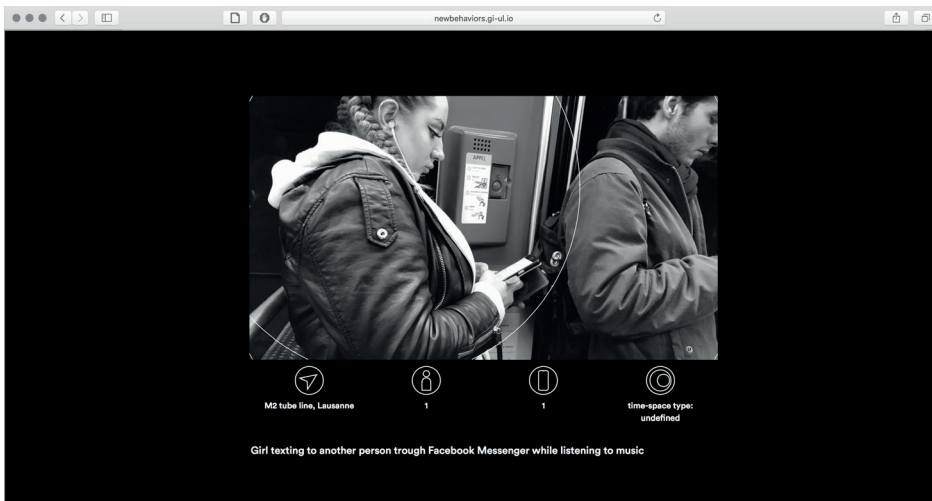 newbehaviors.gi-ul.io
APPEL
M2 tube line, Lausanne
1
1
time-space type:
undefined
Girl texting to another person trough Facebook Messenger while listening to music